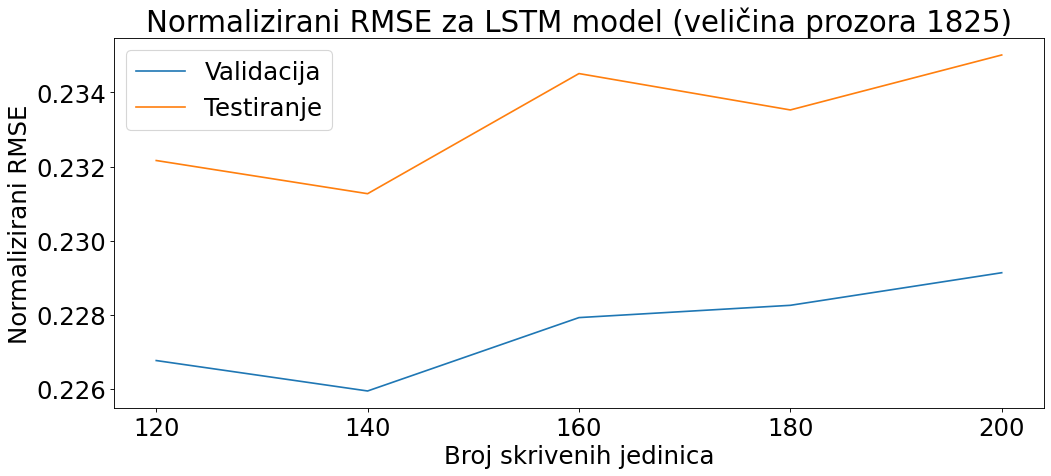 Normalizirani RMSE za LSTM model (veličina prozora 1825)
Validacija
Testiranje
Normalizirani RMSE
0.234
0.232
0.230
0.228
0.226
120 140 160 180 200
Broj skrivenih jedinica